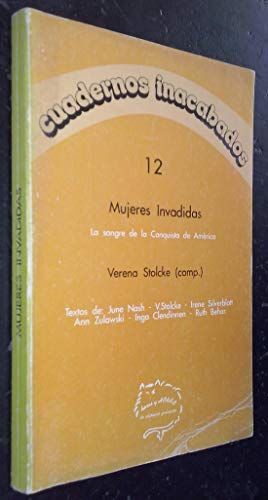 cuadernos inacabados
12
Mujeres Invadidas
La sangre de la Conquista de América
Verena Stolcke (comp.)
Textos de: June Nash - V.Stolcke - Irene Silverblatt
Ann Zulawski - Inga Clendinnen - Ruth Behar
horas y
MUJERES INVADIDAS